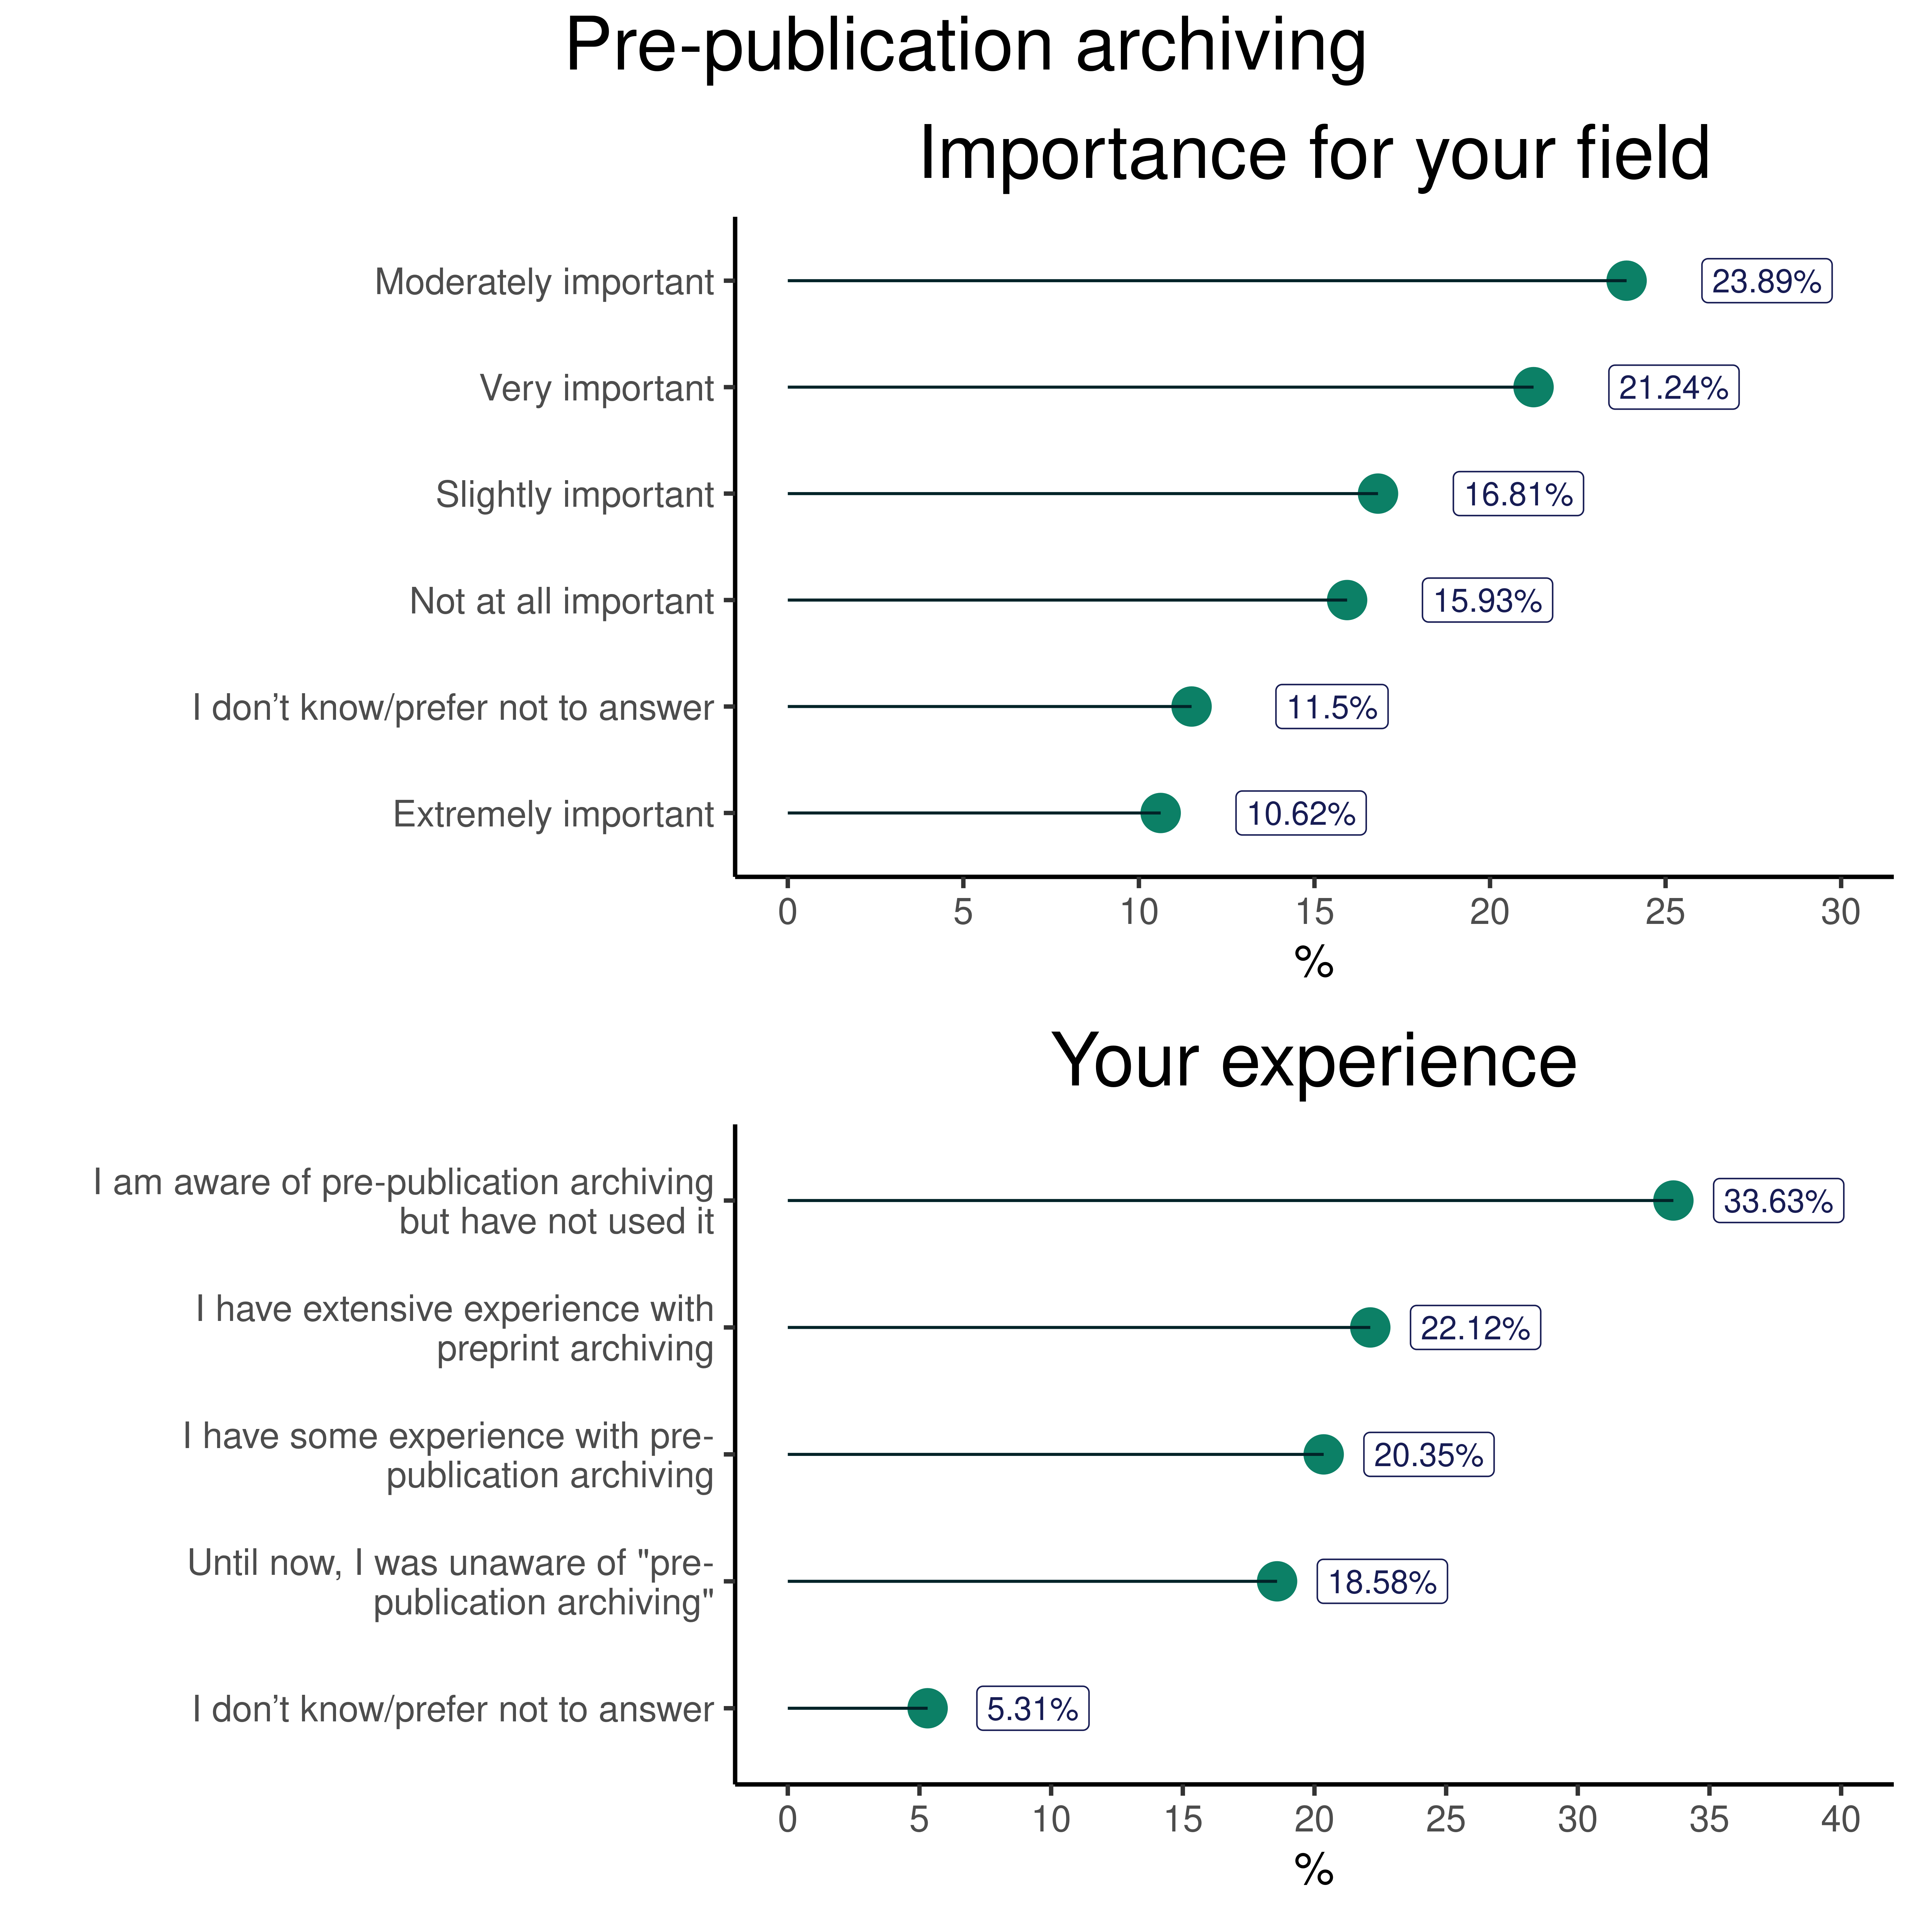 Pre-publication archiving
Importance for your field
Moderately important
23.89%
Very important
21.24%
Slightly important
16.81%
Not at all important
15.93%
I don’t know/prefer not to answer
11.5%
Extremely important
10.62%
0 5 10 15 20 25 30
%
Your experience
I am aware of pre-publication archiving
but have not used it
33.63%
I have extensive experience with
preprint archiving
22.12%
I have some experience with pre-
publication archiving
20.35%
Until now, I was unaware of "pre-
publication archiving"
18.58%
I don’t know/prefer not to answer
5.31%
0 5 10 15 20 25 30 35 40
%